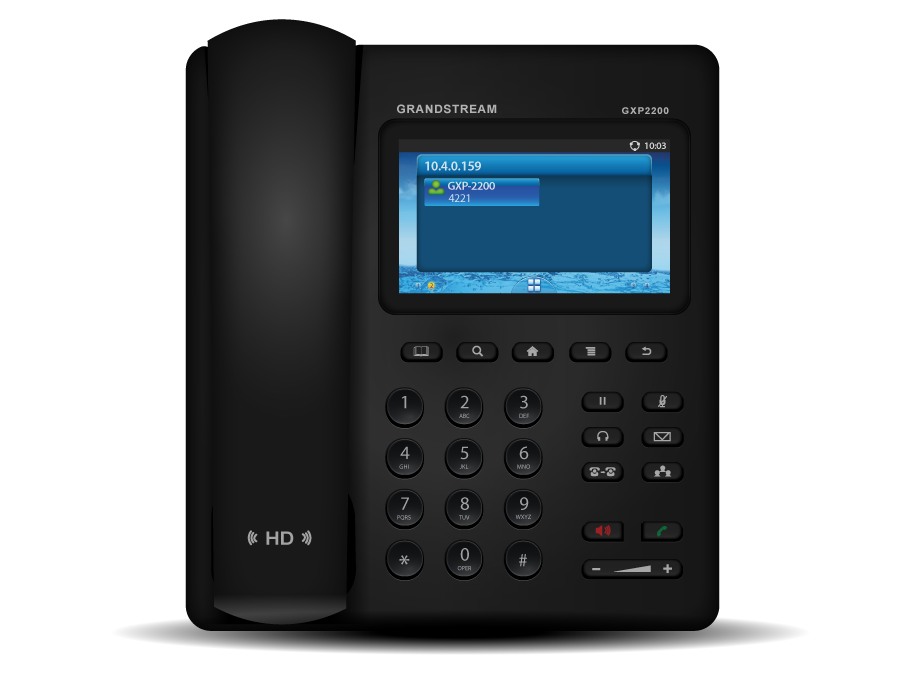 GRANDSTREAM
GXP2200
10:03
10.4.0.159
GXP-2200
4221
1
2
ABC
3
DEF
4
GHI
5
JKL
6
MNO
7
PQRS
8
TUV
9
WXYZ
*
0
OPER
#
HD